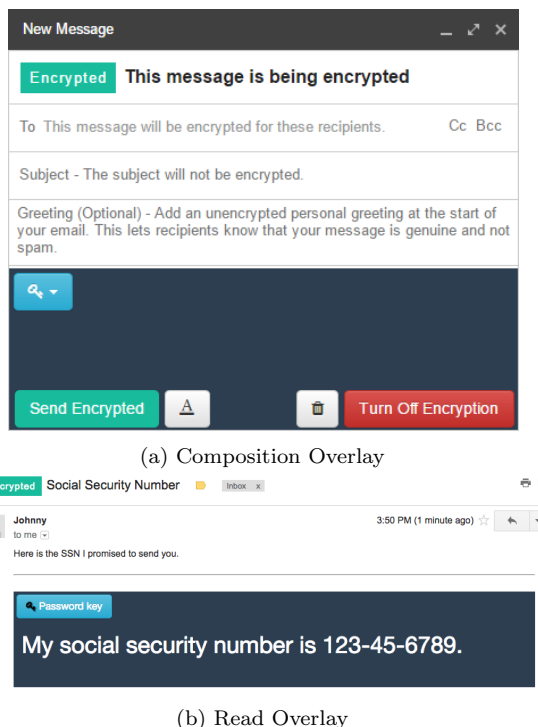 New Message
Encrypted This message is being encrypted
To This message will be encrypted for these recipients. Cc Bcc
Subject - The subject will not be encrypted.
Greeting (Optional) - Add an unencrypted personal greeting at the start of
your email. This lets recipients know that your message is genuine and not
spam.
Send Encrypted A Turn Off Encryption
(a) Composition Overlay
crypted Social Security Number Inbox x
Johnny 3:50 PM (1 minute ago)
to me
Here is the SSN I promised to send you.
Password key
My social security number is 123-45-6789.
(b) Read Overlay